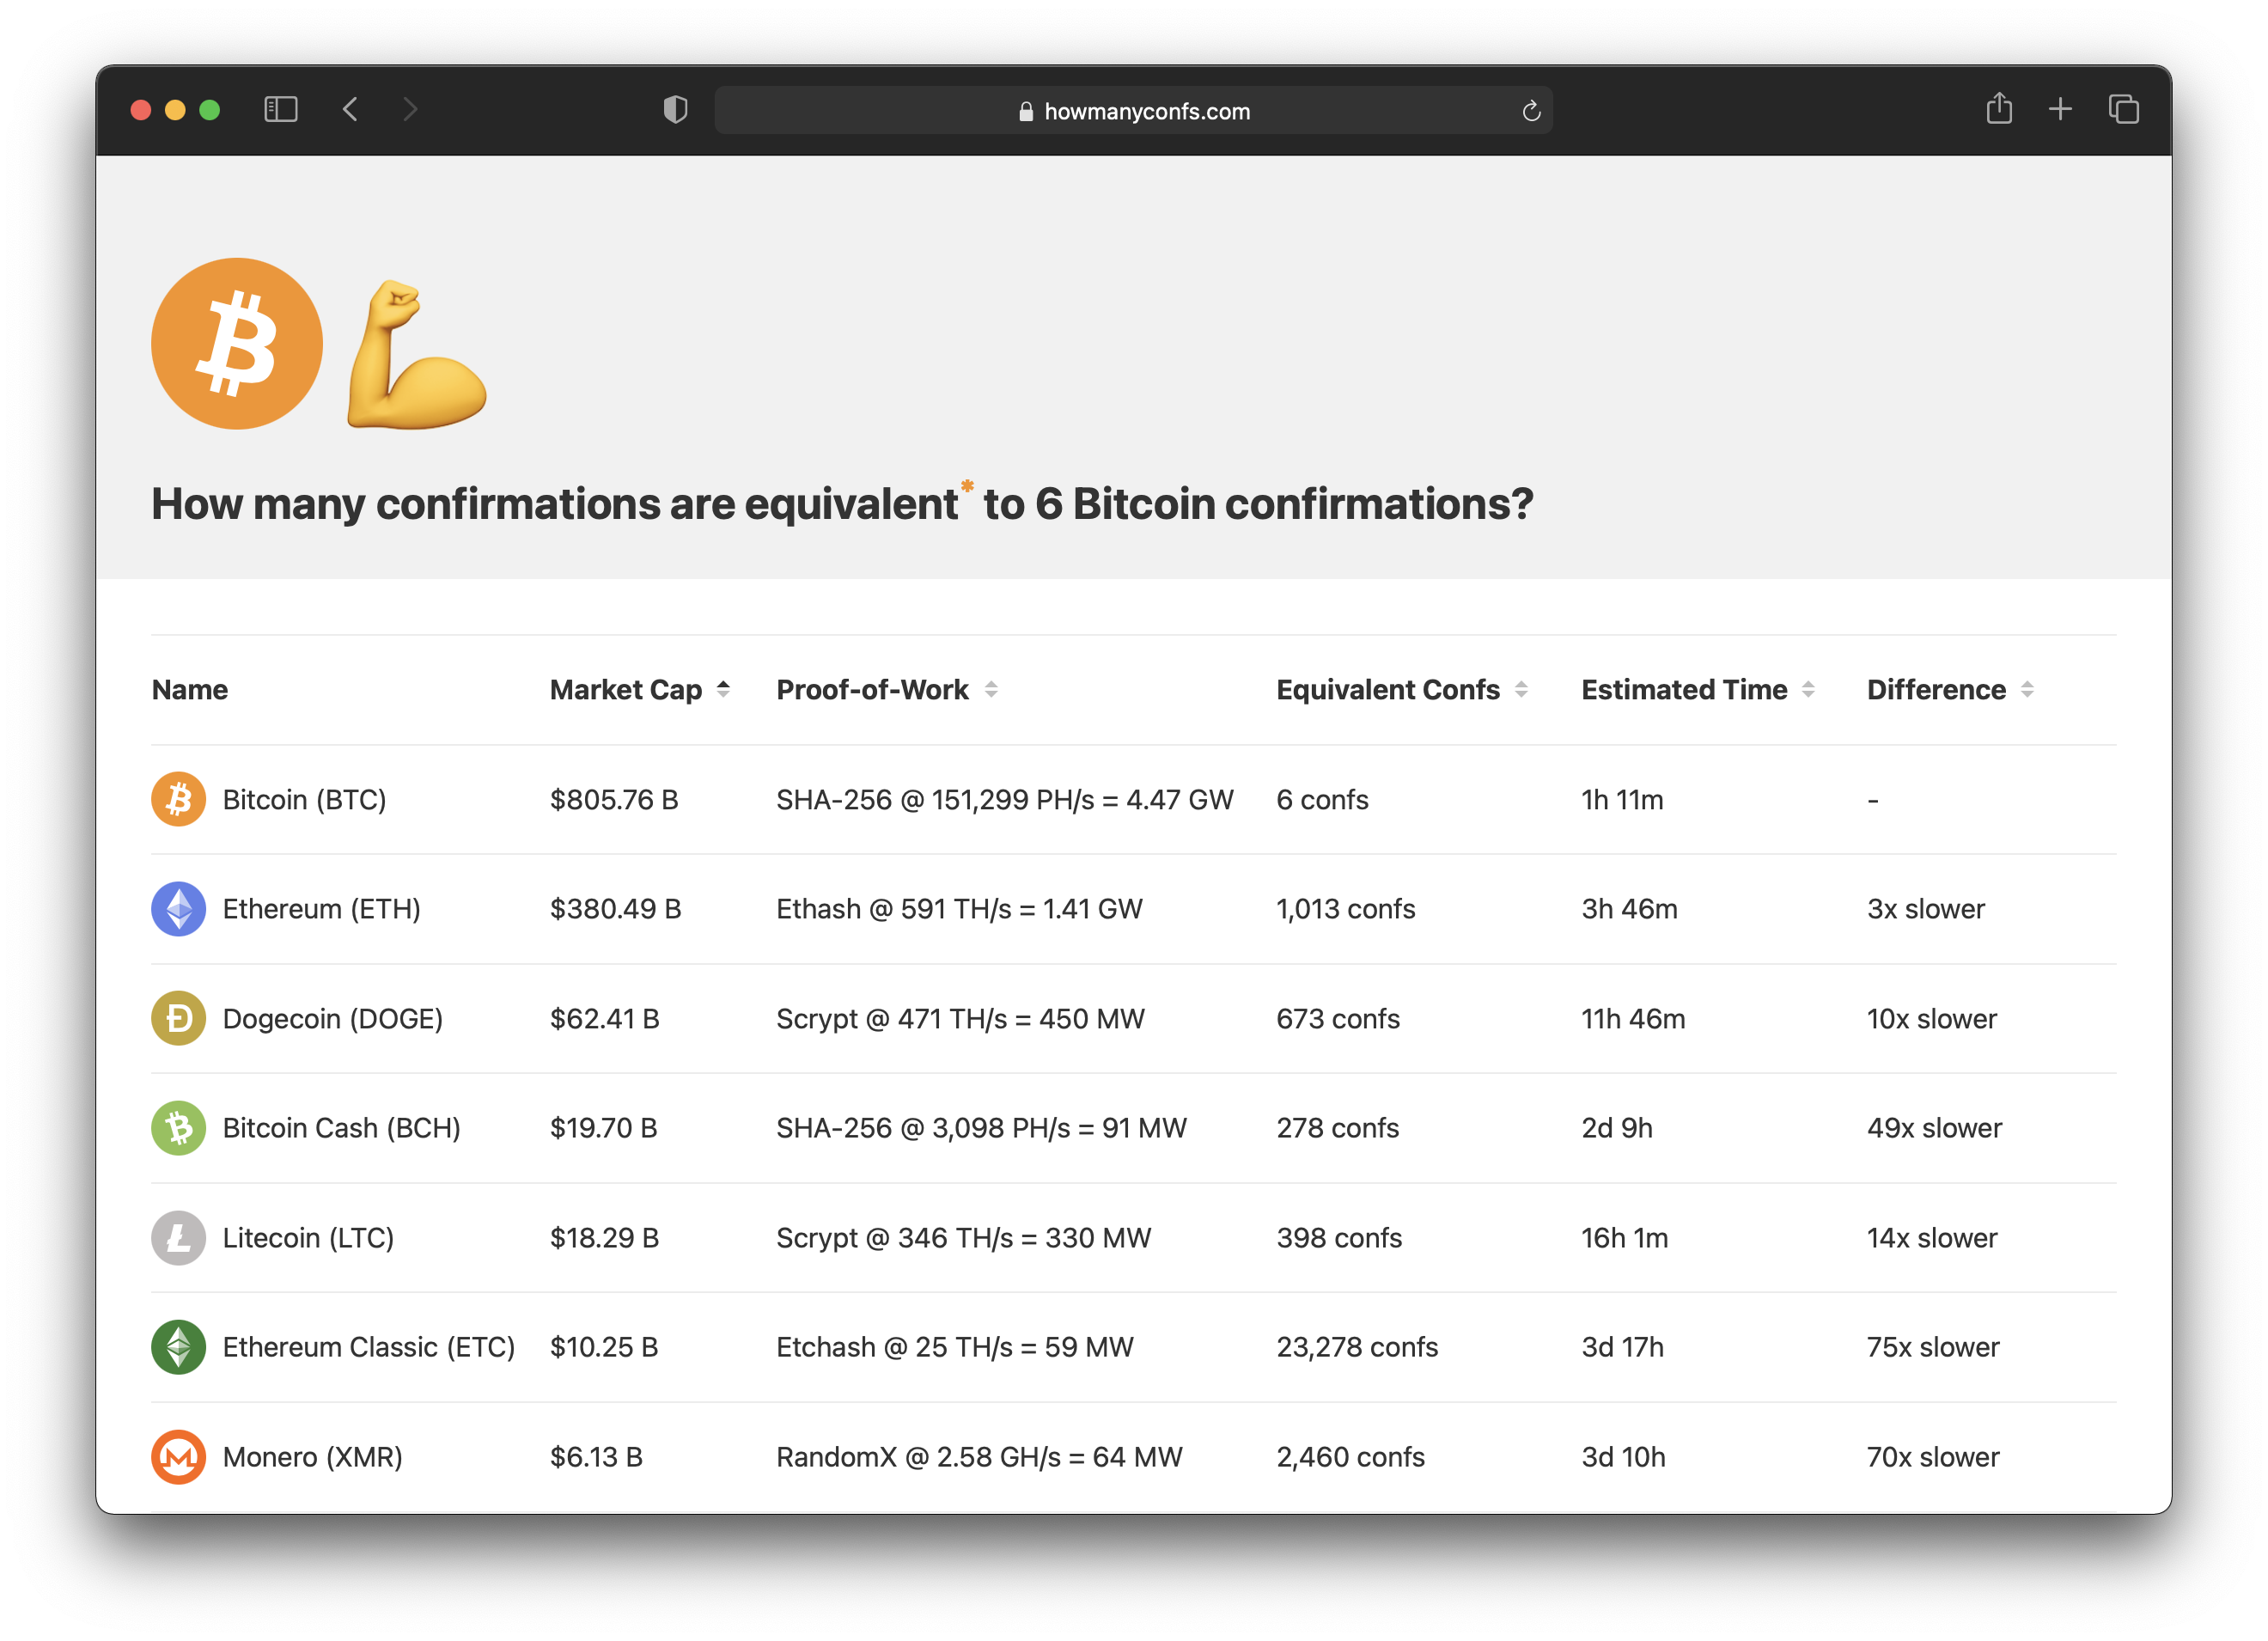 howmanyconfs.com
How many confirmations are equivalent* to 6 Bitcoin confirmations?
Name Market Cap Proof-of-Work Equivalent Confs Estimated Time Difference
Bitcoin (BTC) $805.76 B SHA-256 @ 151,299 PH/s = 4.47 GW 6 confs 1h 11m -
Ethereum (ETH) $380.49 B Ethash @ 591 TH/s = 1.41 GW 1,013 confs 3h 46m 3x slower
Dogecoin (DOGE) $62.41 B Scrypt @ 471 TH/s = 450 MW 673 confs 11h 46m 10x slower
Bitcoin Cash (BCH) $19.70 B SHA-256 @ 3,098 PH/s = 91 MW 278 confs 2d 9h 49x slower
Litecoin (LTC) $18.29 B Scrypt @ 346 TH/s = 330 MW 398 confs 16h 1m 14x slower
Ethereum Classic (ETC) $10.25 B Etchash @ 25 TH/s = 59 MW 23,278 confs 3d 17h 75x slower
Monero (XMR) $6.13 B RandomX @ 2.58 GH/s = 64 MW 2,460 confs 3d 10h 70x slower